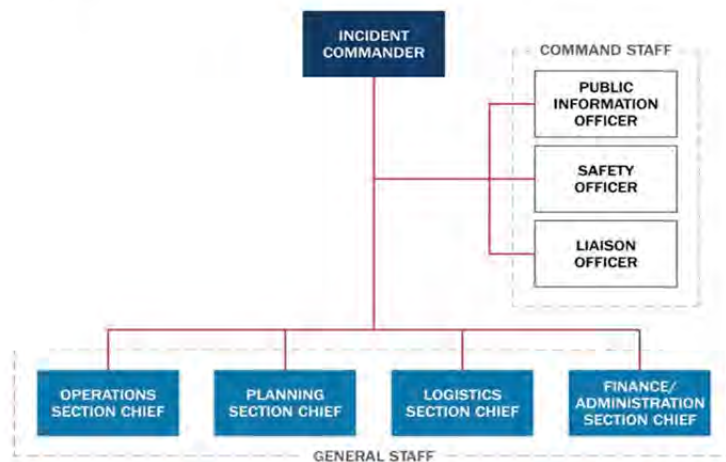 INCIDENT
COMMANDER
COMMAND STAFF
PUBLIC
INFORMATION
OFFICER
SAFETY
OFFICER
LIAISON
OFFICER
OPERATIONS
SECTION CHIEF
PLANNING
SECTION CHIEF
LOGISTICS
SECTION CHIEF
FINANCE/
ADMINISTRATION
SECTION CHIEF
GENERAL STAFF